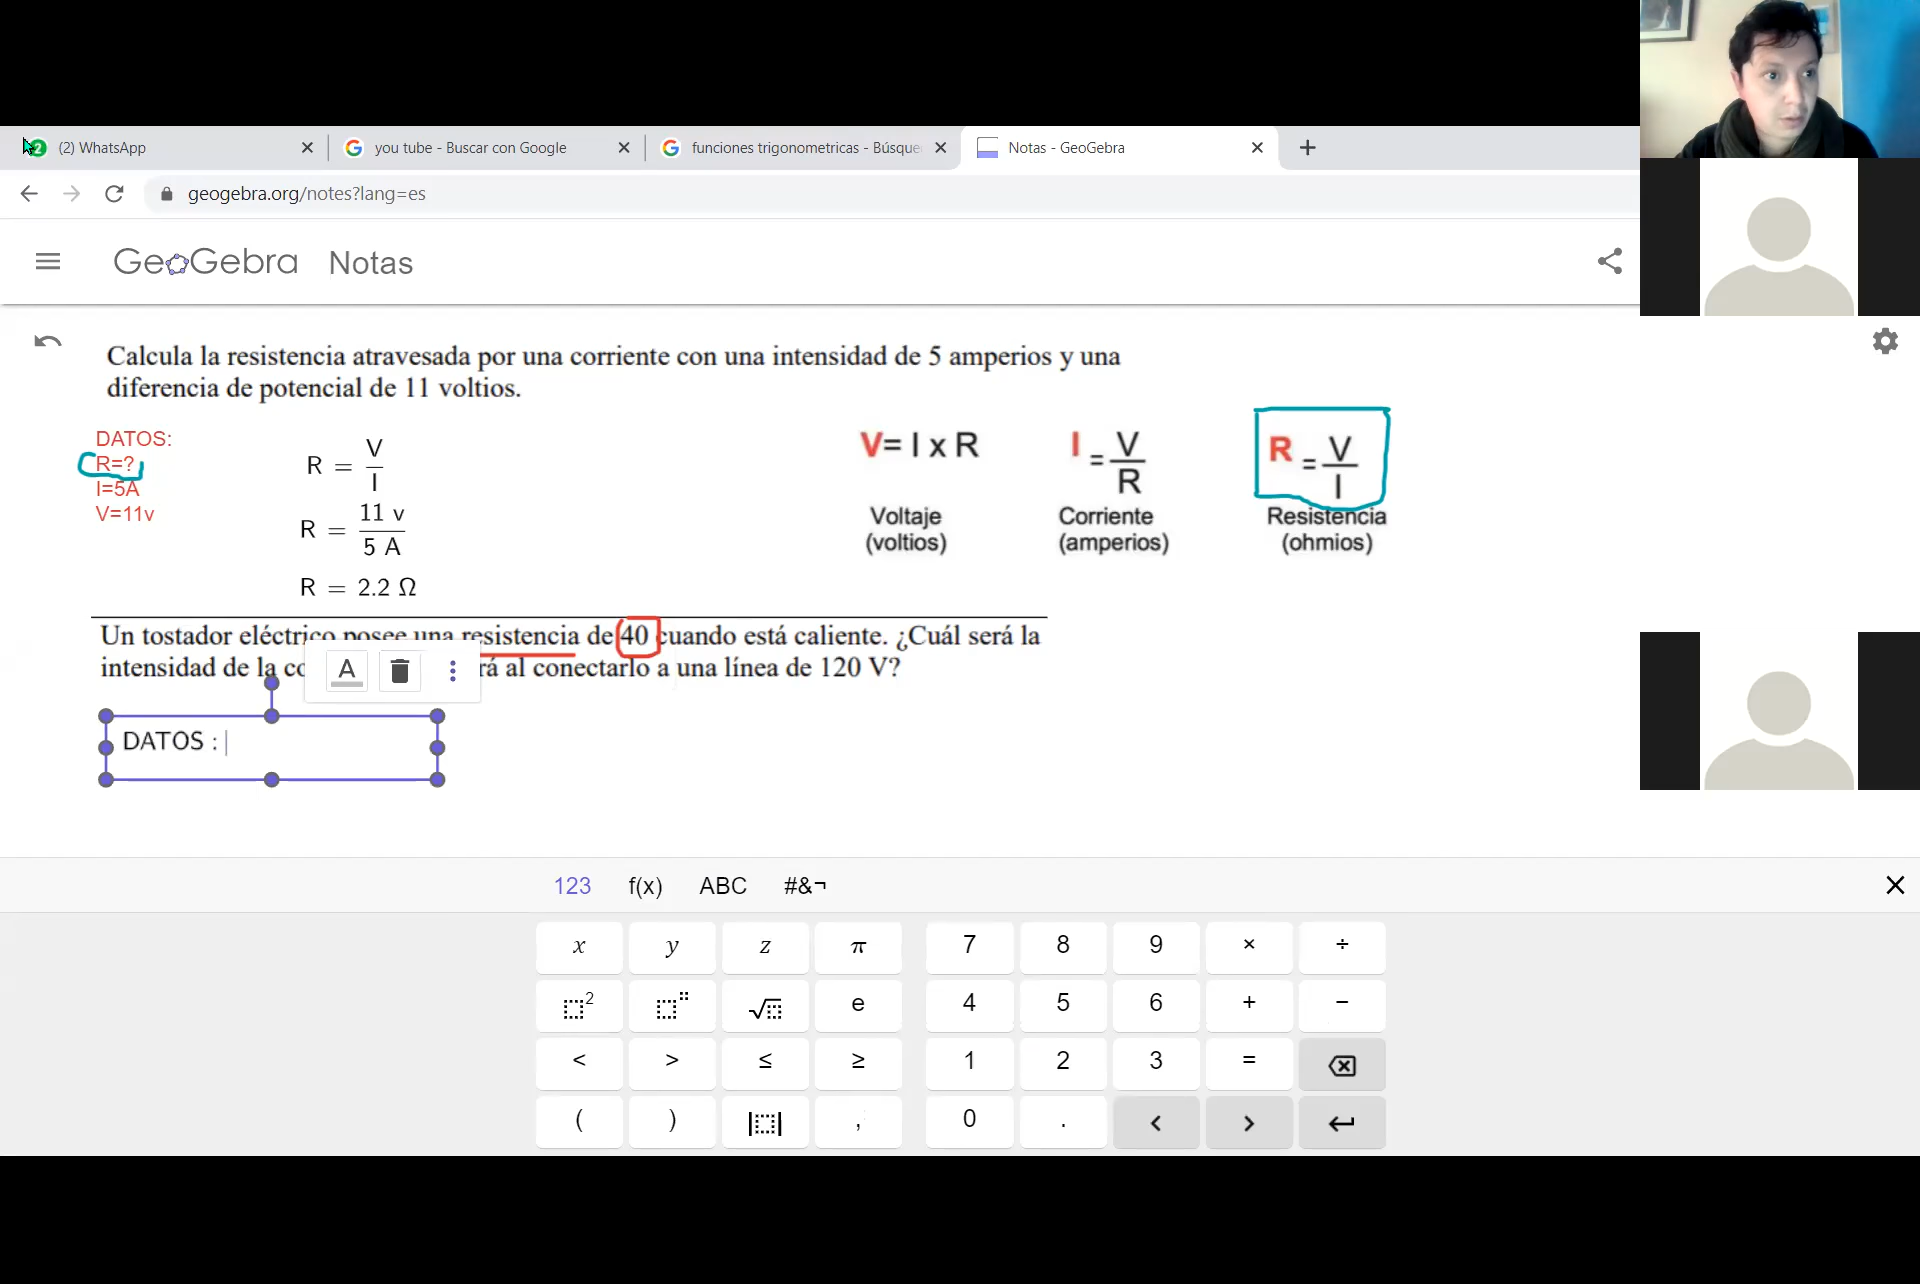 (2) WhatsApp
you tube - Buscar con Google
funciones trigonometricas - Búsque
Notas - GeoGebra
geogebra.org/notes?lang=es
GeoGebra Notas
Calcula la resistencia atravesada por una corriente con una intensidad de 5 amperios y una
diferencia de potencial de 11 voltios.
DATOS:
R=?
I=5A
V=11v
R = V/I
R = 11 v/5 A
R = 2.2 Ω
V= I x R
Voltaje
(voltios)
I = V/R
Corriente
(amperios)
R = V/I
Resistencia
(ohmios)
Un tostador eléctrico posee una resistencia de 40 cuando está caliente. ¿Cuál será la
intensidad de la co rá al conectarlo a una línea de 120 V?
A
DATOS :
123 f(x) ABC #&¬
x y z π 7 8 9 × ÷
2 √ e 4 5 6 + −
< > ≤ ≥ 1 2 3 =
( ) , 0 . < >